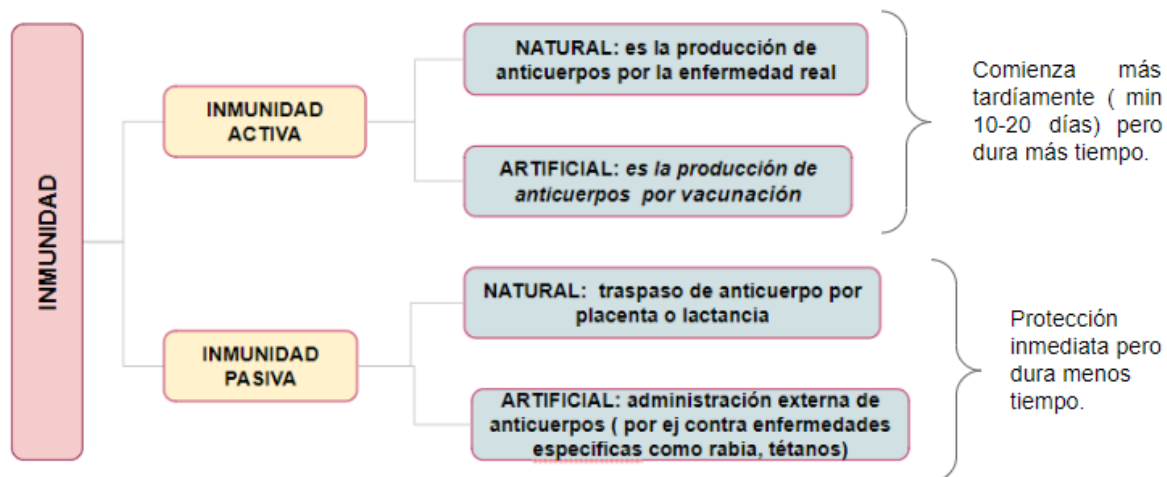 INMUNIDAD
INMUNIDAD
ACTIVA
NATURAL: es la producción de
anticuerpos por la enfermedad real
ARTIFICIAL: es la producción de
anticuerpos por vacunación
Comienza más
tardíamente ( min
10-20 días) pero
dura más tiempo.
INMUNIDAD
PASIVA
NATURAL: traspaso de anticuerpo por
placenta o lactancia
ARTIFICIAL: administración externa de
anticuerpos ( por ej contra enfermedades
especificas como rabia, tétanos)
Protección
inmediata pero
dura menos
tiempo.